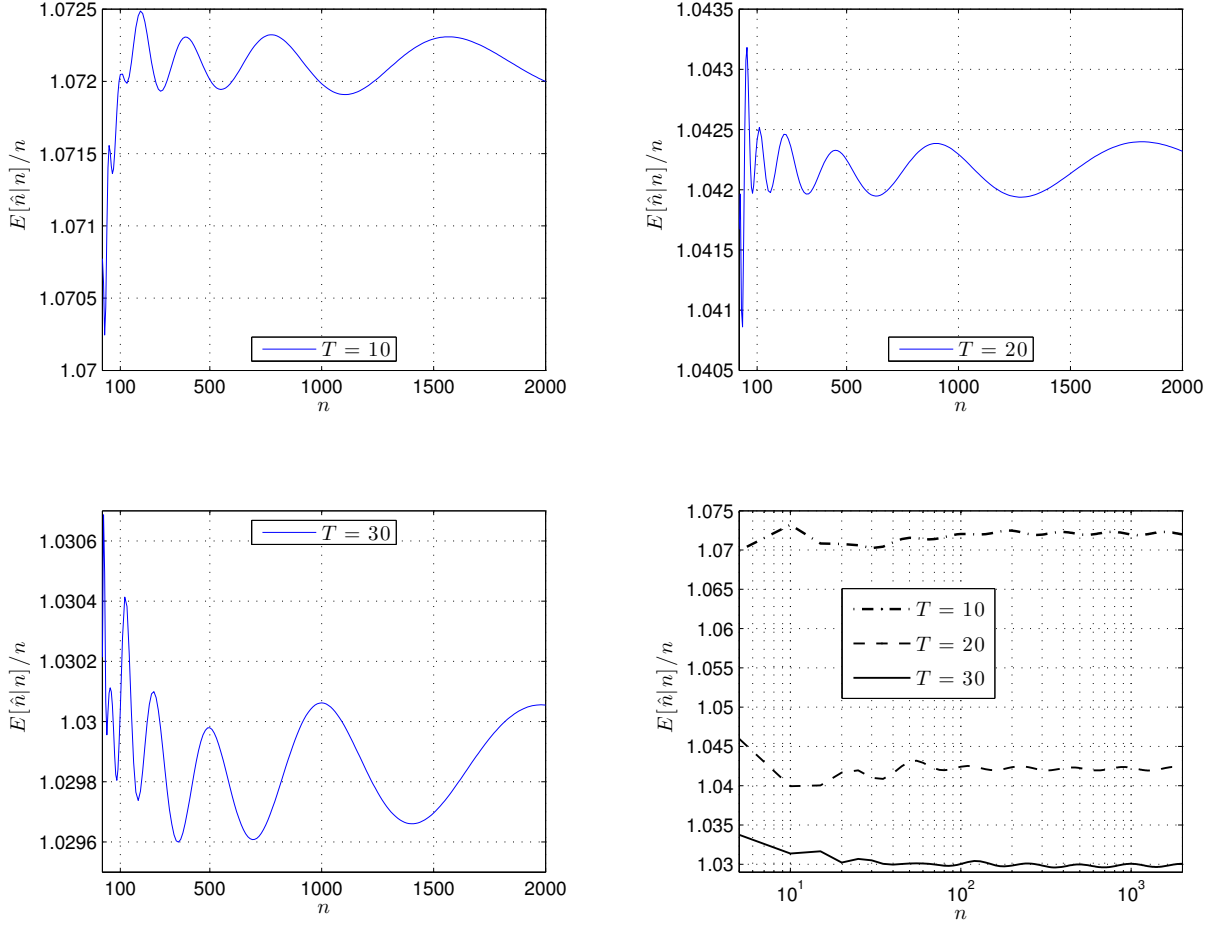 1.0725
1.072
1.0715
1.071
1.0705
1.07
E[n̂|n]/n
T = 10
100 500 1000 1500 2000
n
1.0435
1.043
1.0425
1.042
1.0415
1.041
1.0405
E[n̂|n]/n
T = 20
100 500 1000 1500 2000
n
1.0306
1.0304
1.0302
1.03
1.0298
1.0296
E[n̂|n]/n
T = 30
100 500 1000 1500 2000
n
1.075
1.07
1.065
1.06
1.055
1.05
1.045
1.04
1.035
1.03
E[n̂|n]/n
T = 10
T = 20
T = 30
10¹ 10² 10³
n